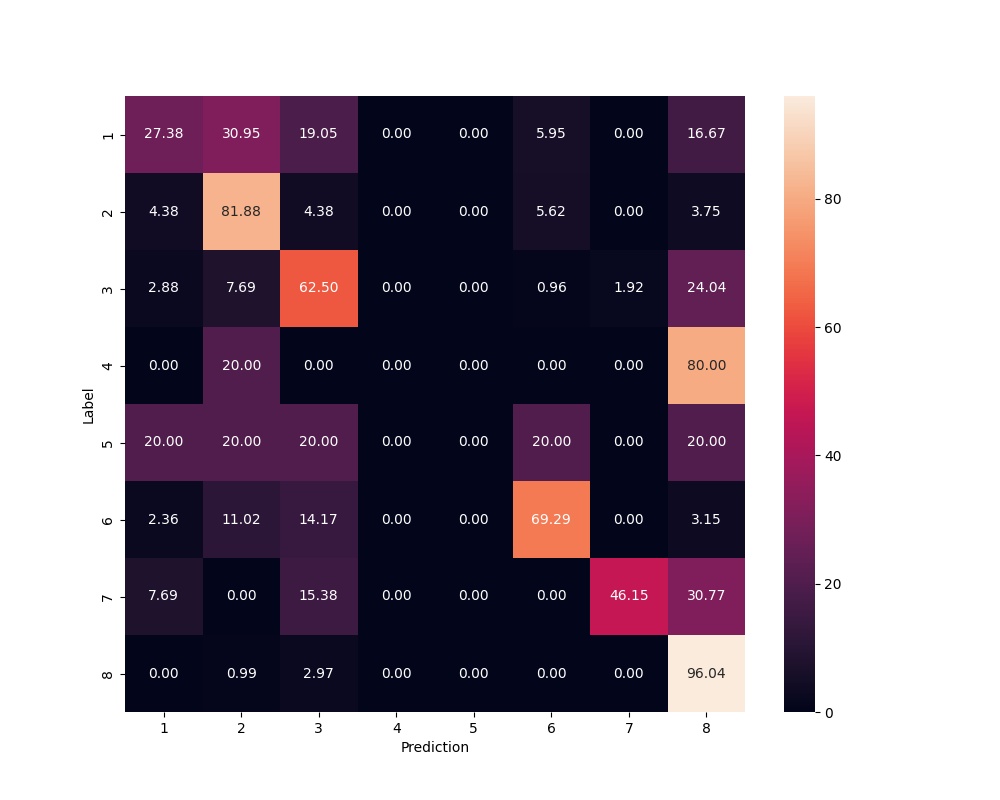 1 27.38 30.95 19.05 0.00 0.00 5.95 0.00 16.67
2 4.38 81.88 4.38 0.00 0.00 5.62 0.00 3.75
3 2.88 7.69 62.50 0.00 0.00 0.96 1.92 24.04
4 0.00 20.00 0.00 0.00 0.00 0.00 0.00 80.00
5 20.00 20.00 20.00 0.00 0.00 20.00 0.00 20.00
6 2.36 11.02 14.17 0.00 0.00 69.29 0.00 3.15
7 7.69 0.00 15.38 0.00 0.00 0.00 46.15 30.77
8 0.00 0.99 2.97 0.00 0.00 0.00 0.00 96.04
1 2 3 4 5 6 7 8
Prediction
Label
80
60
40
20
0